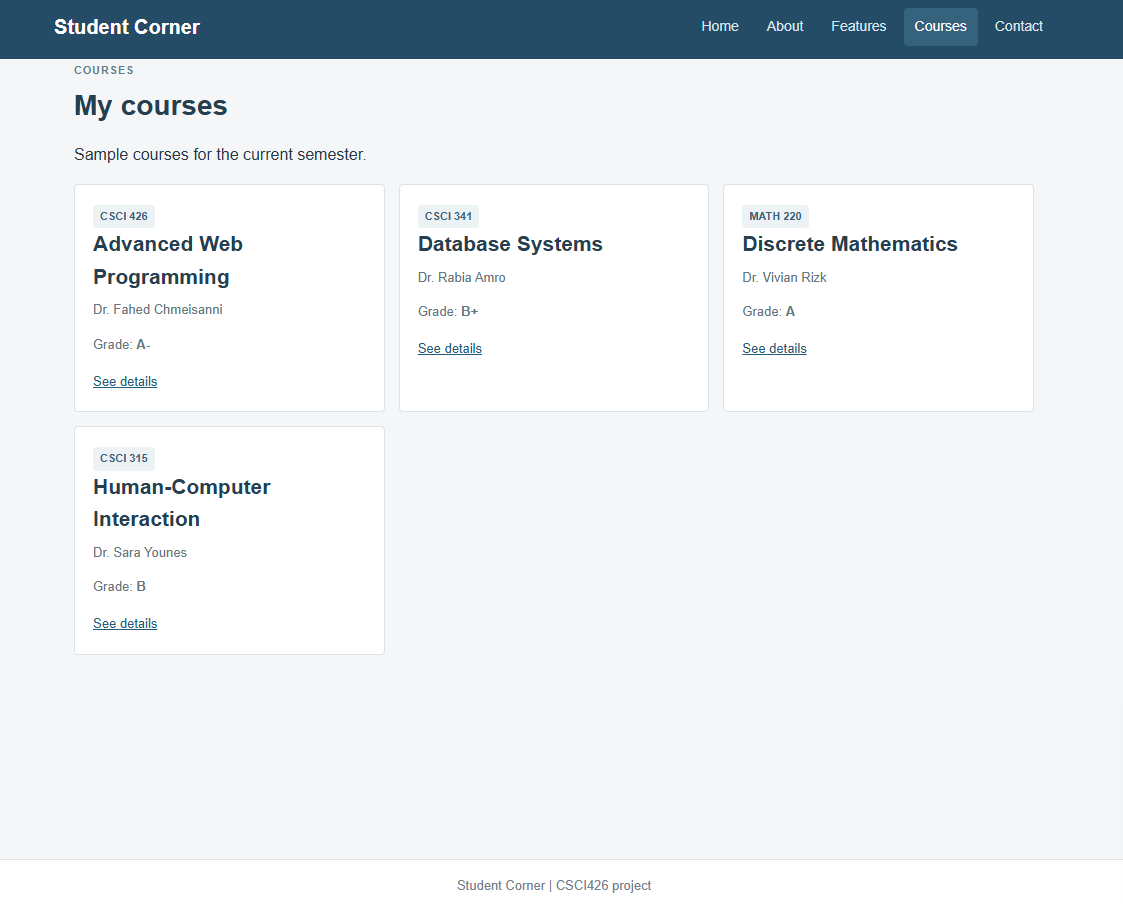 Student Corner
Home
About
Features
Courses
Contact
COURSES
My courses
Sample courses for the current semester.
CSCI 426
Advanced Web
Programming
Dr. Fahed Chmeisanni
Grade: A-
See details
CSCI 341
Database Systems
Dr. Rabia Amro
Grade: B+
See details
MATH 220
Discrete Mathematics
Dr. Vivian Rizk
Grade: A
See details
CSCI 315
Human-Computer
Interaction
Dr. Sara Younes
Grade: B
See details
Student Corner | CSCI426 project